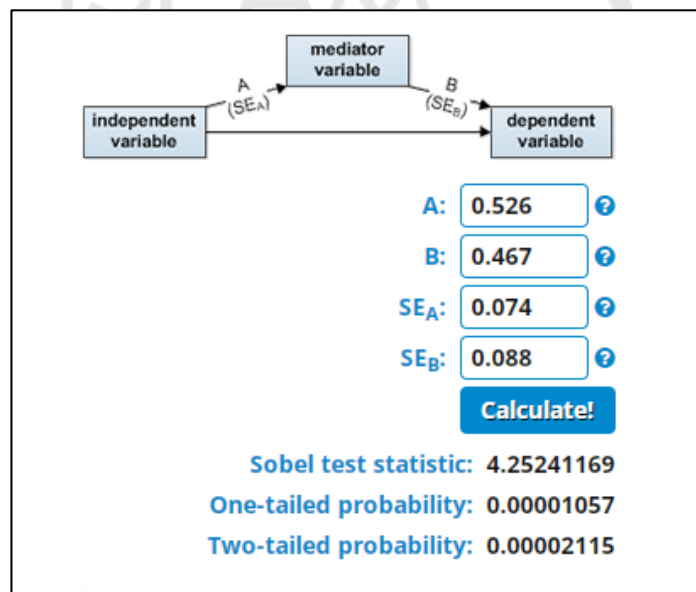 mediator
variable
A
(SEA)
B
(SEB)
independent
variable
dependent
variable
A: 0.526 ?
B: 0.467 ?
SEA: 0.074 ?
SEB: 0.088 ?
Calculate!
Sobel test statistic: 4.25241169
One-tailed probability: 0.00001057
Two-tailed probability: 0.00002115